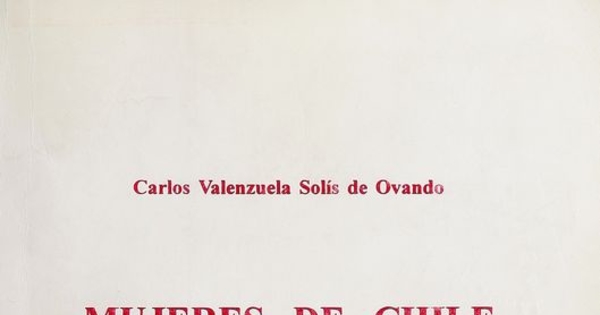 Carlos Valenzuela Solís de Ovando
MUJERES DE CHILE